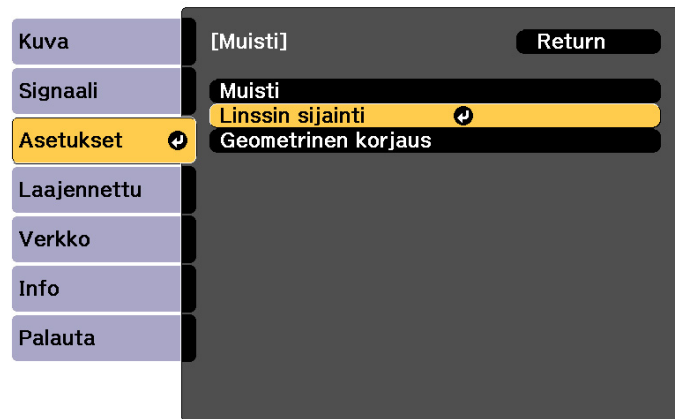 Kuva
Signaali
Asetukset
Laajennettu
Verkko
Info
Palauta
[Muisti]
Return
Muisti
Linssin sijainti
Geometrinen korjaus